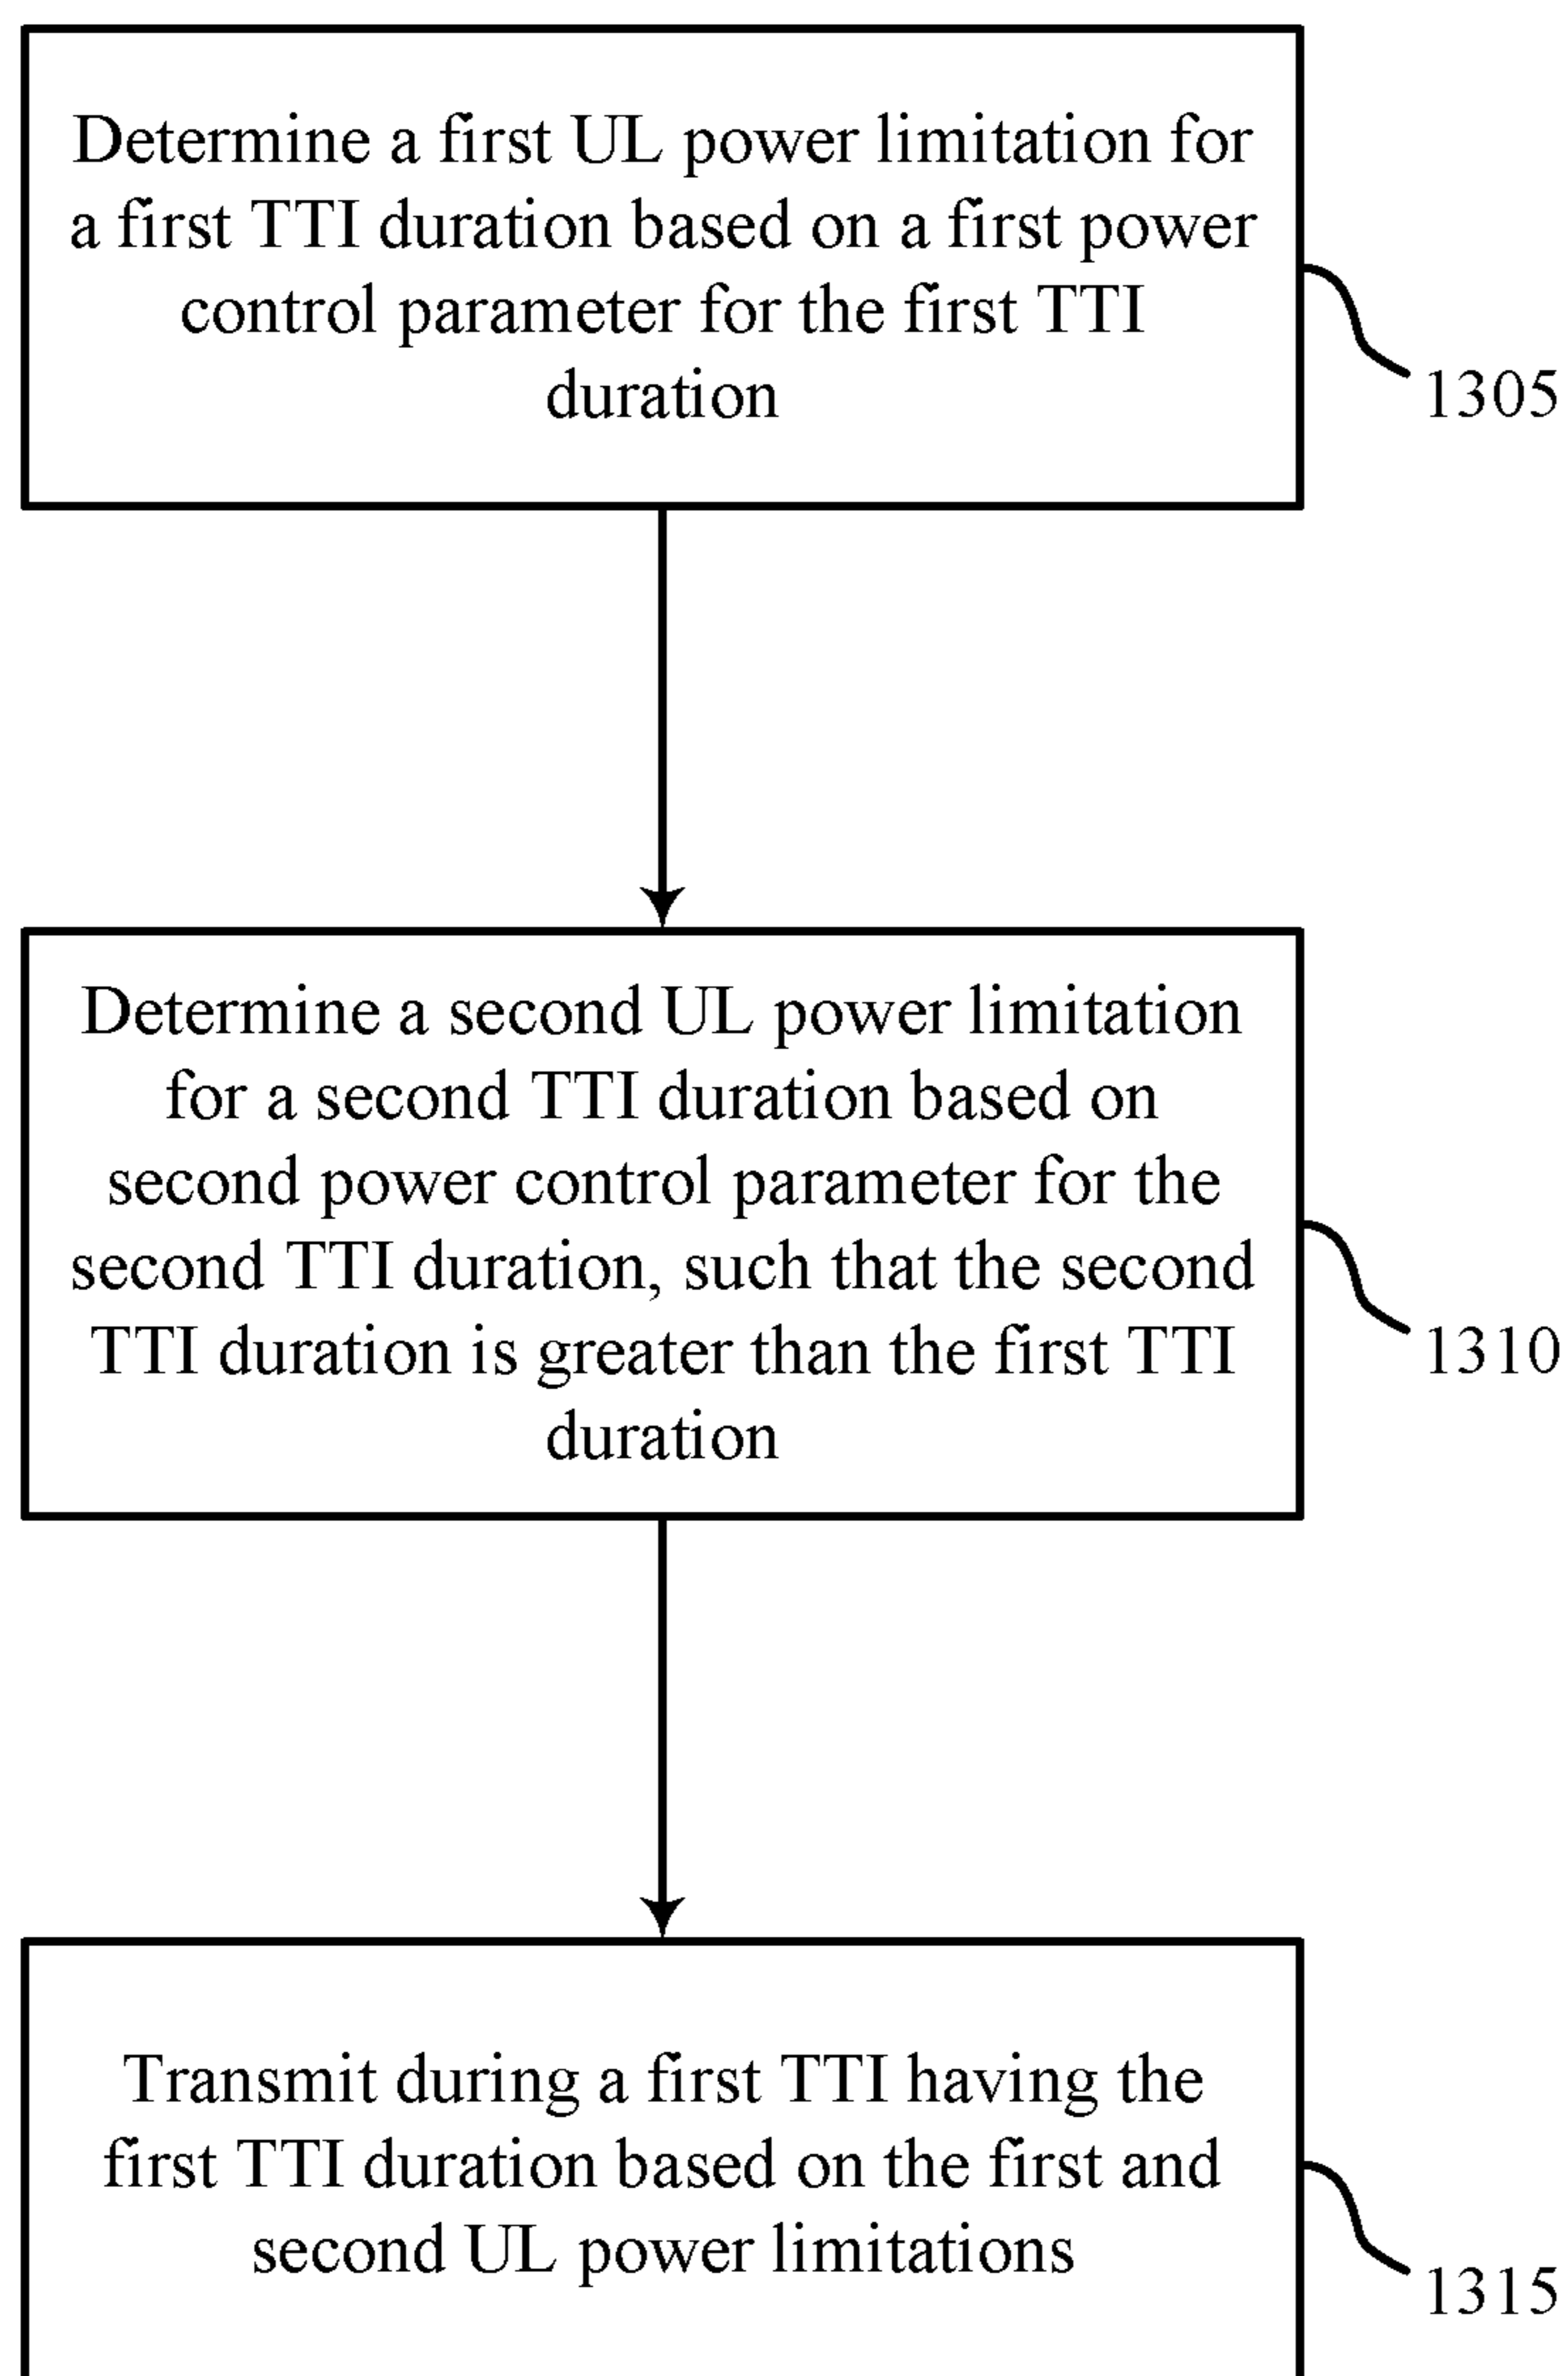 Determine a first UL power limitation for
a first TTI duration based on a first power
control parameter for the first TTI
duration
1305
Determine a second UL power limitation
for a second TTI duration based on
second power control parameter for the
second TTI duration, such that the second
TTI duration is greater than the first TTI
duration
1310
Transmit during a first TTI having the
first TTI duration based on the first and
second UL power limitations
1315